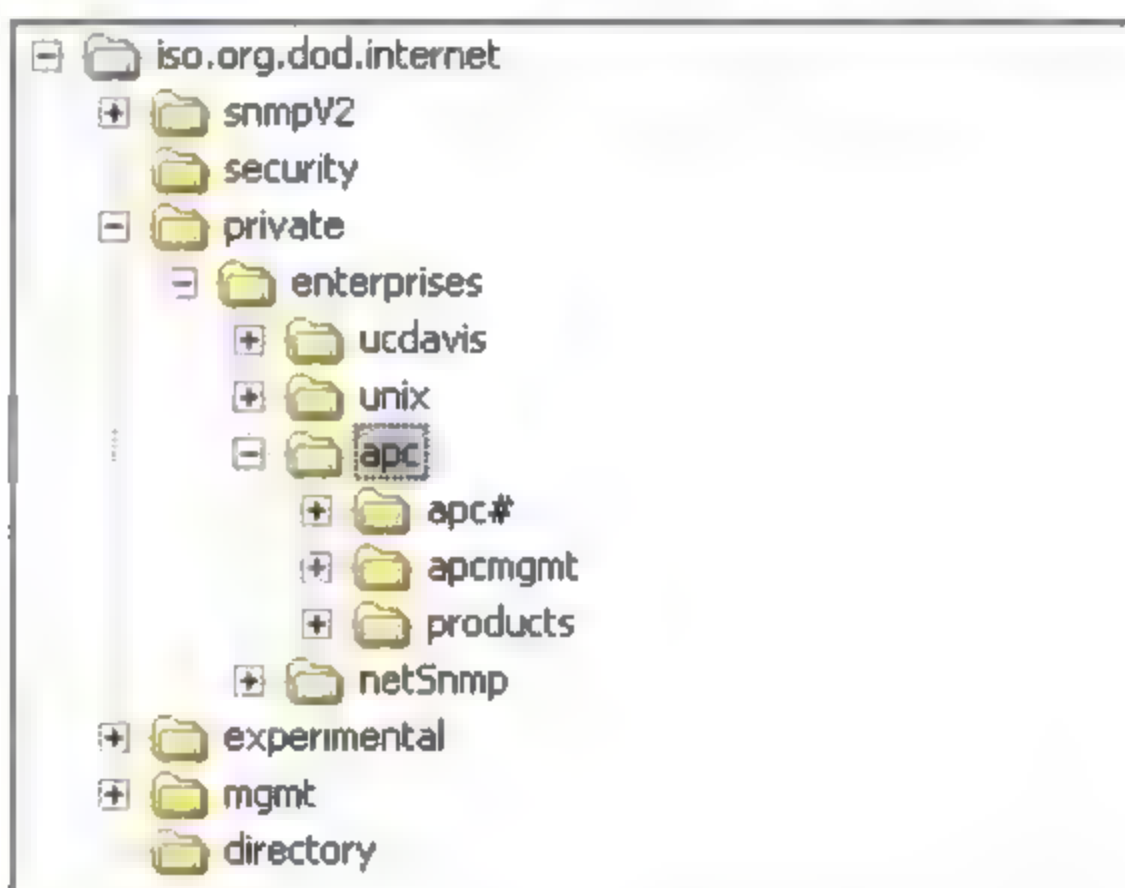 iso.org.dod.internet
snmpV2
security
private
enterprises
ucdavis
unix
apc
apc#
apcmgmt
products
netSnmp
experimental
mgmt
directory